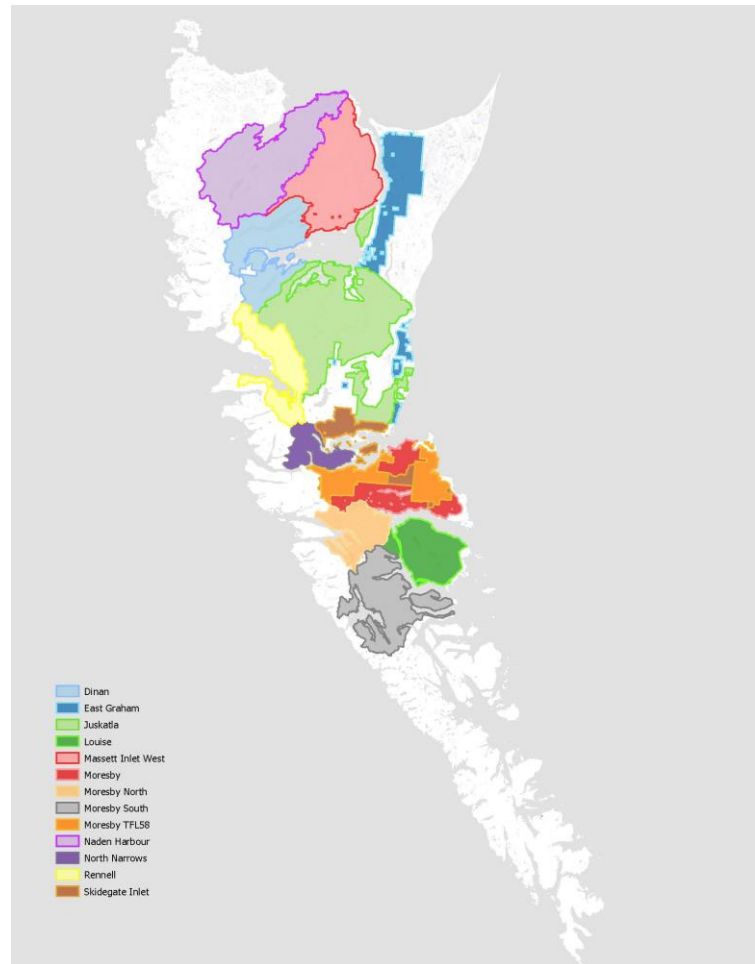 Dinan
East Graham
Juskatla
Louise
Massett Inlet West
Moresby
Moresby North
Moresby South
Moresby TFL58
Naden Harbour
North Narrows
Rennell
Skidegate Inlet